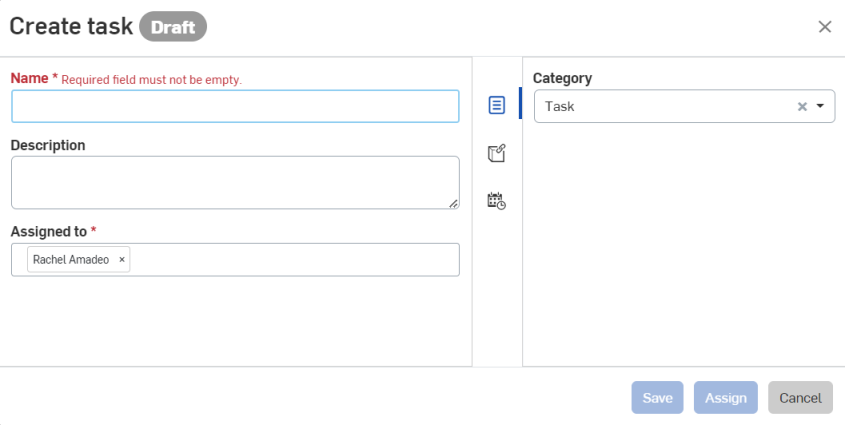 Create task Draft
Name * Required field must not be empty.
Description
Assigned to *
Rachel Amadeo ×
Category
Task
Save Assign Cancel